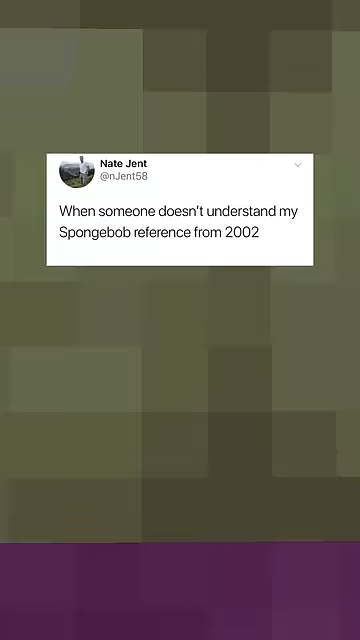 Nate Jent
@nJent58
When someone doesn't understand my
Spongebob reference from 2002